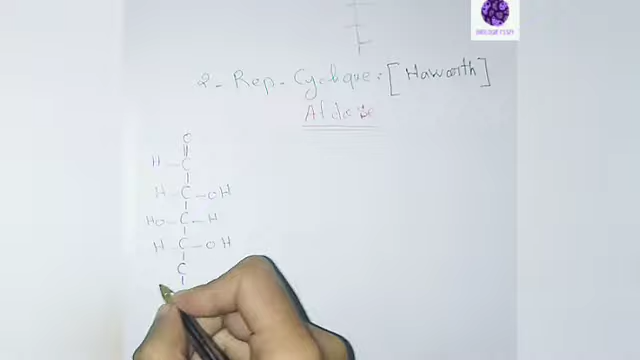 2 - Rep - Cyclique : [Haworth]
Aldose
O
H - C
H - C - OH
HO - C - H
H - C - OH
C